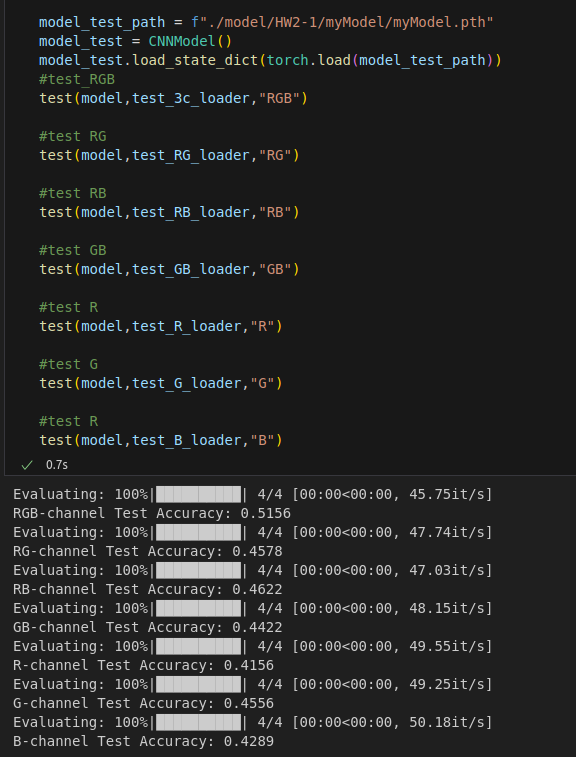 model_test_path = f"./model/HW2-1/myModel/myModel.pth"
model_test = CNNModel()
model_test.load_state_dict(torch.load(model_test_path))
#test_RGB
test(model,test_3c_loader,"RGB")
#test RG
test(model,test_RG_loader,"RG")
#test RB
test(model,test_RB_loader,"RB")
#test GB
test(model,test_GB_loader,"GB")
#test R
test(model,test_R_loader,"R")
#test G
test(model,test_G_loader,"G")
#test R
test(model,test_B_loader,"B")
0.7s
Evaluating: 100%|██████████| 4/4 [00:00<00:00, 45.75it/s]
RGB-channel Test Accuracy: 0.5156
Evaluating: 100%|██████████| 4/4 [00:00<00:00, 47.74it/s]
RG-channel Test Accuracy: 0.4578
Evaluating: 100%|██████████| 4/4 [00:00<00:00, 47.03it/s]
RB-channel Test Accuracy: 0.4622
Evaluating: 100%|██████████| 4/4 [00:00<00:00, 48.15it/s]
GB-channel Test Accuracy: 0.4422
Evaluating: 100%|██████████| 4/4 [00:00<00:00, 49.55it/s]
R-channel Test Accuracy: 0.4156
Evaluating: 100%|██████████| 4/4 [00:00<00:00, 49.25it/s]
G-channel Test Accuracy: 0.4556
Evaluating: 100%|██████████| 4/4 [00:00<00:00, 50.18it/s]
B-channel Test Accuracy: 0.4289